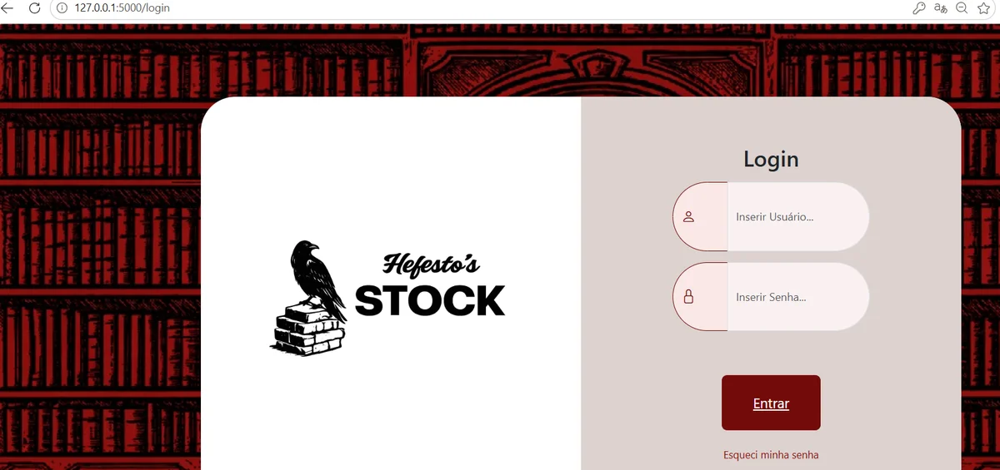 127.0.0.1:5000/login
Hefesto's
STOCK
Login
Inserir Usuário...
Inserir Senha...
Entrar
Esqueci minha senha